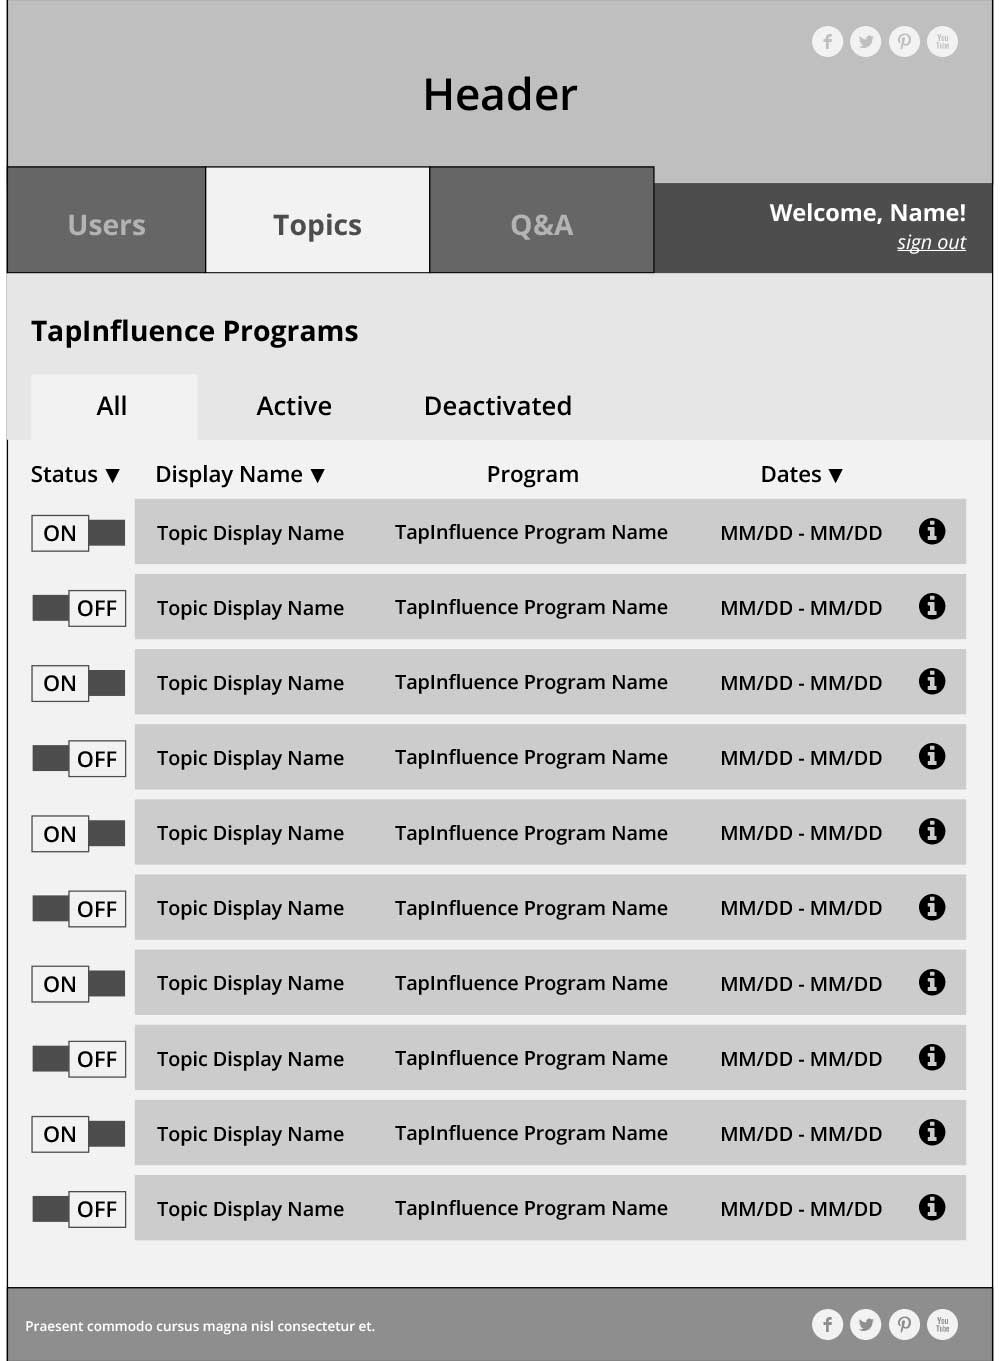 You Tube
Header
Users
Topics
Q&A
Welcome, Name!
sign out
TapInfluence Programs
All
Active
Deactivated
Status ▼ Display Name ▼ Program Dates ▼
ON Topic Display Name TapInfluence Program Name MM/DD - MM/DD
OFF Topic Display Name TapInfluence Program Name MM/DD - MM/DD
ON Topic Display Name TapInfluence Program Name MM/DD - MM/DD
OFF Topic Display Name TapInfluence Program Name MM/DD - MM/DD
ON Topic Display Name TapInfluence Program Name MM/DD - MM/DD
OFF Topic Display Name TapInfluence Program Name MM/DD - MM/DD
ON Topic Display Name TapInfluence Program Name MM/DD - MM/DD
OFF Topic Display Name TapInfluence Program Name MM/DD - MM/DD
ON Topic Display Name TapInfluence Program Name MM/DD - MM/DD
OFF Topic Display Name TapInfluence Program Name MM/DD - MM/DD
Praesent commodo cursus magna nisl consectetur et.
You Tube